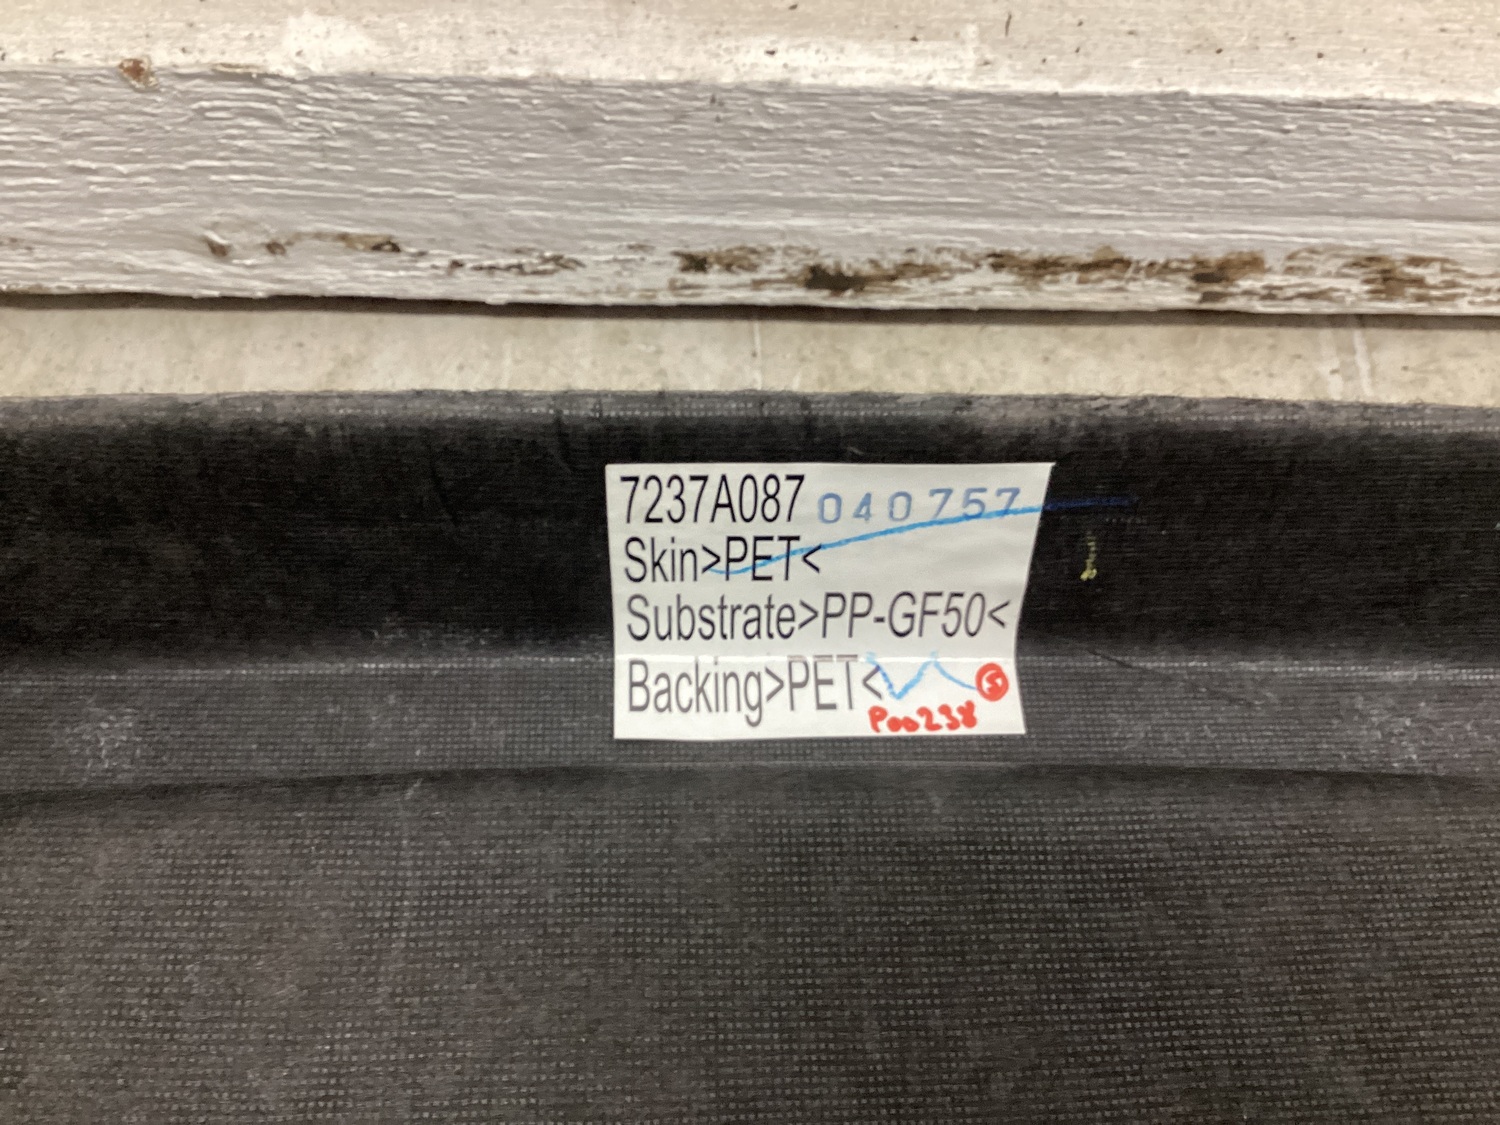 7237A087 040757
Skin>PET<
Substrate>PP-GF50<
Backing>PET<
P00238